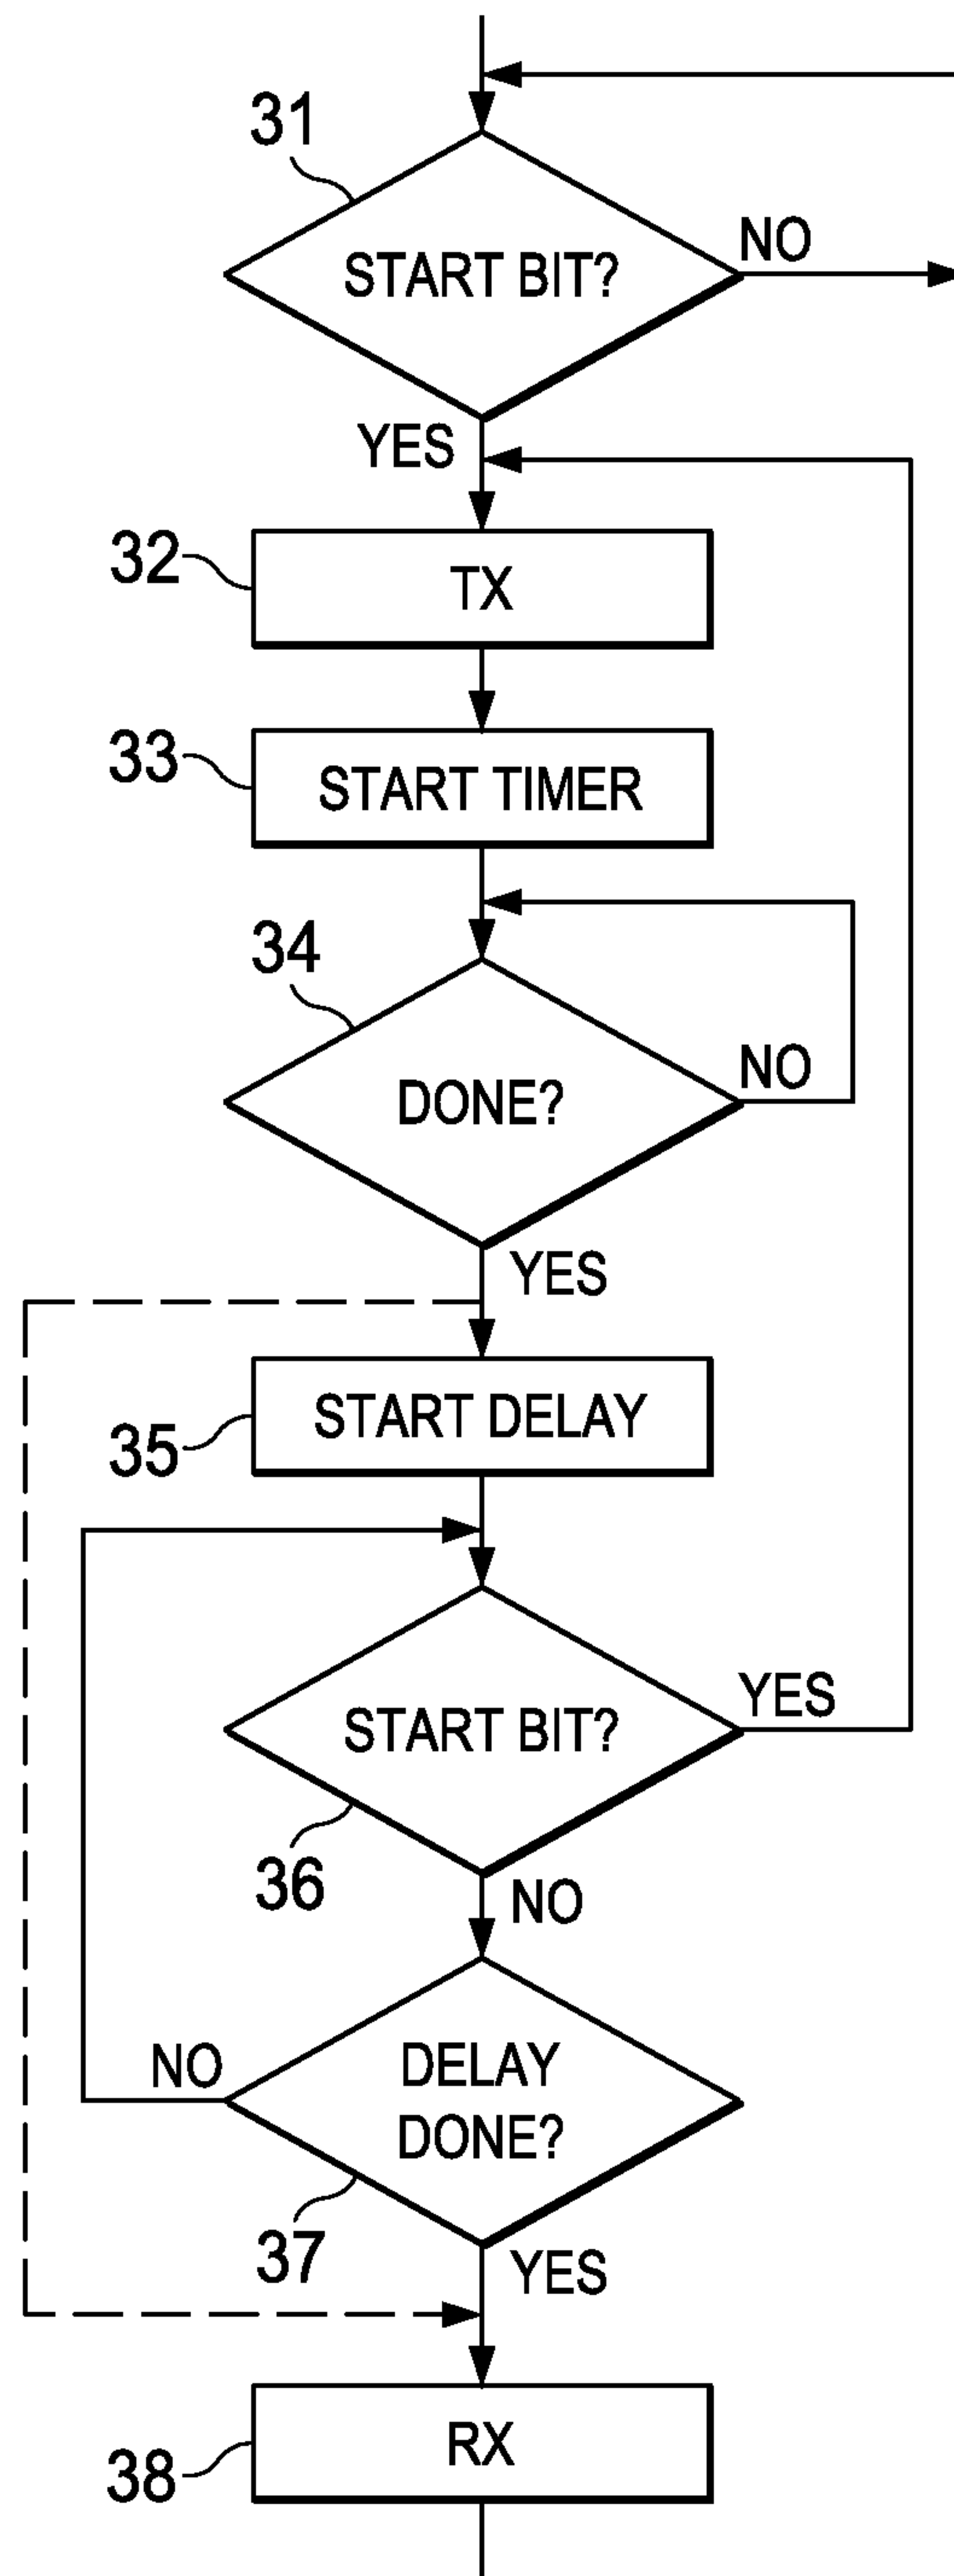 31
START BIT?
NO
YES
32
TX
33
START TIMER
34
DONE?
NO
YES
START DELAY
35
START BIT?
YES
36
NO
DELAY
DONE?
NO
37
YES
RX
38